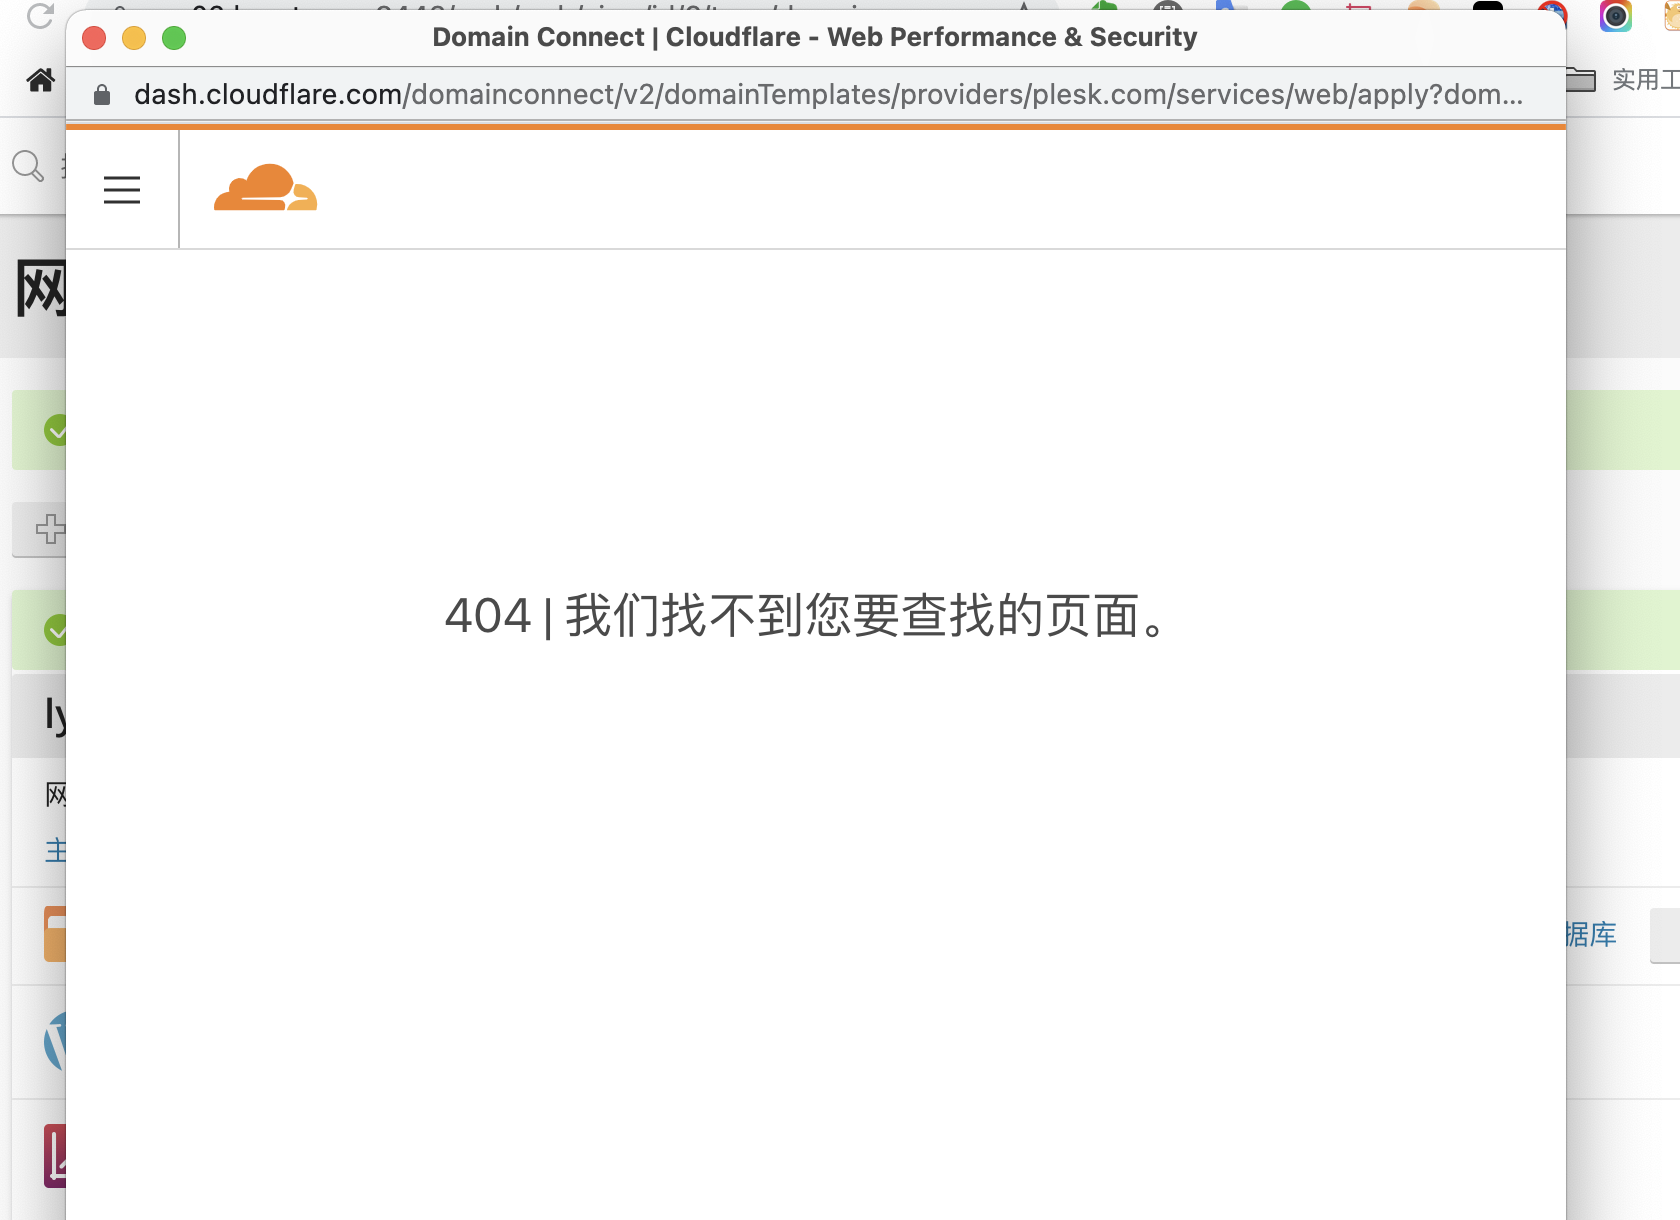 Domain Connect | Cloudflare - Web Performance & Security
dash.cloudflare.com/domainconnect/v2/domainTemplates/providers/plesk.com/services/web/apply?dom...
实用工
网
404 | 我们找不到您要查找的页面。
ly
网
主
据库